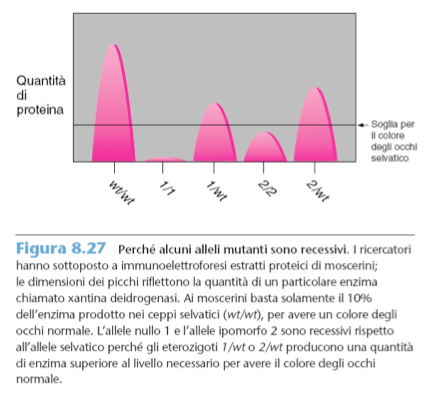 Quantità
di
proteina
Soglia per
il colore
degli occhi
selvatico
wt/wt
1/1
1/wt
2/2
2/wt
Figura 8.27 Perché alcuni alleli mutanti sono recessivi. I ricercatori
hanno sottoposto a immunoelettroforesi estratti proteici di moscerini;
le dimensioni dei picchi riflettono la quantità di un particolare enzima
chiamato xantina deidrogenasi. Ai moscerini basta solamente il 10%
dell'enzima prodotto nei ceppi selvatici (wt/wt), per avere un colore degli
occhi normale. L'allele nullo 1 e l'allele ipomorfo 2 sono recessivi rispetto
all'allele selvatico perché gli eterozigoti 1/wt o 2/wt producono una quantità
di enzima superiore al livello necessario per avere il colore degli occhi
normale.